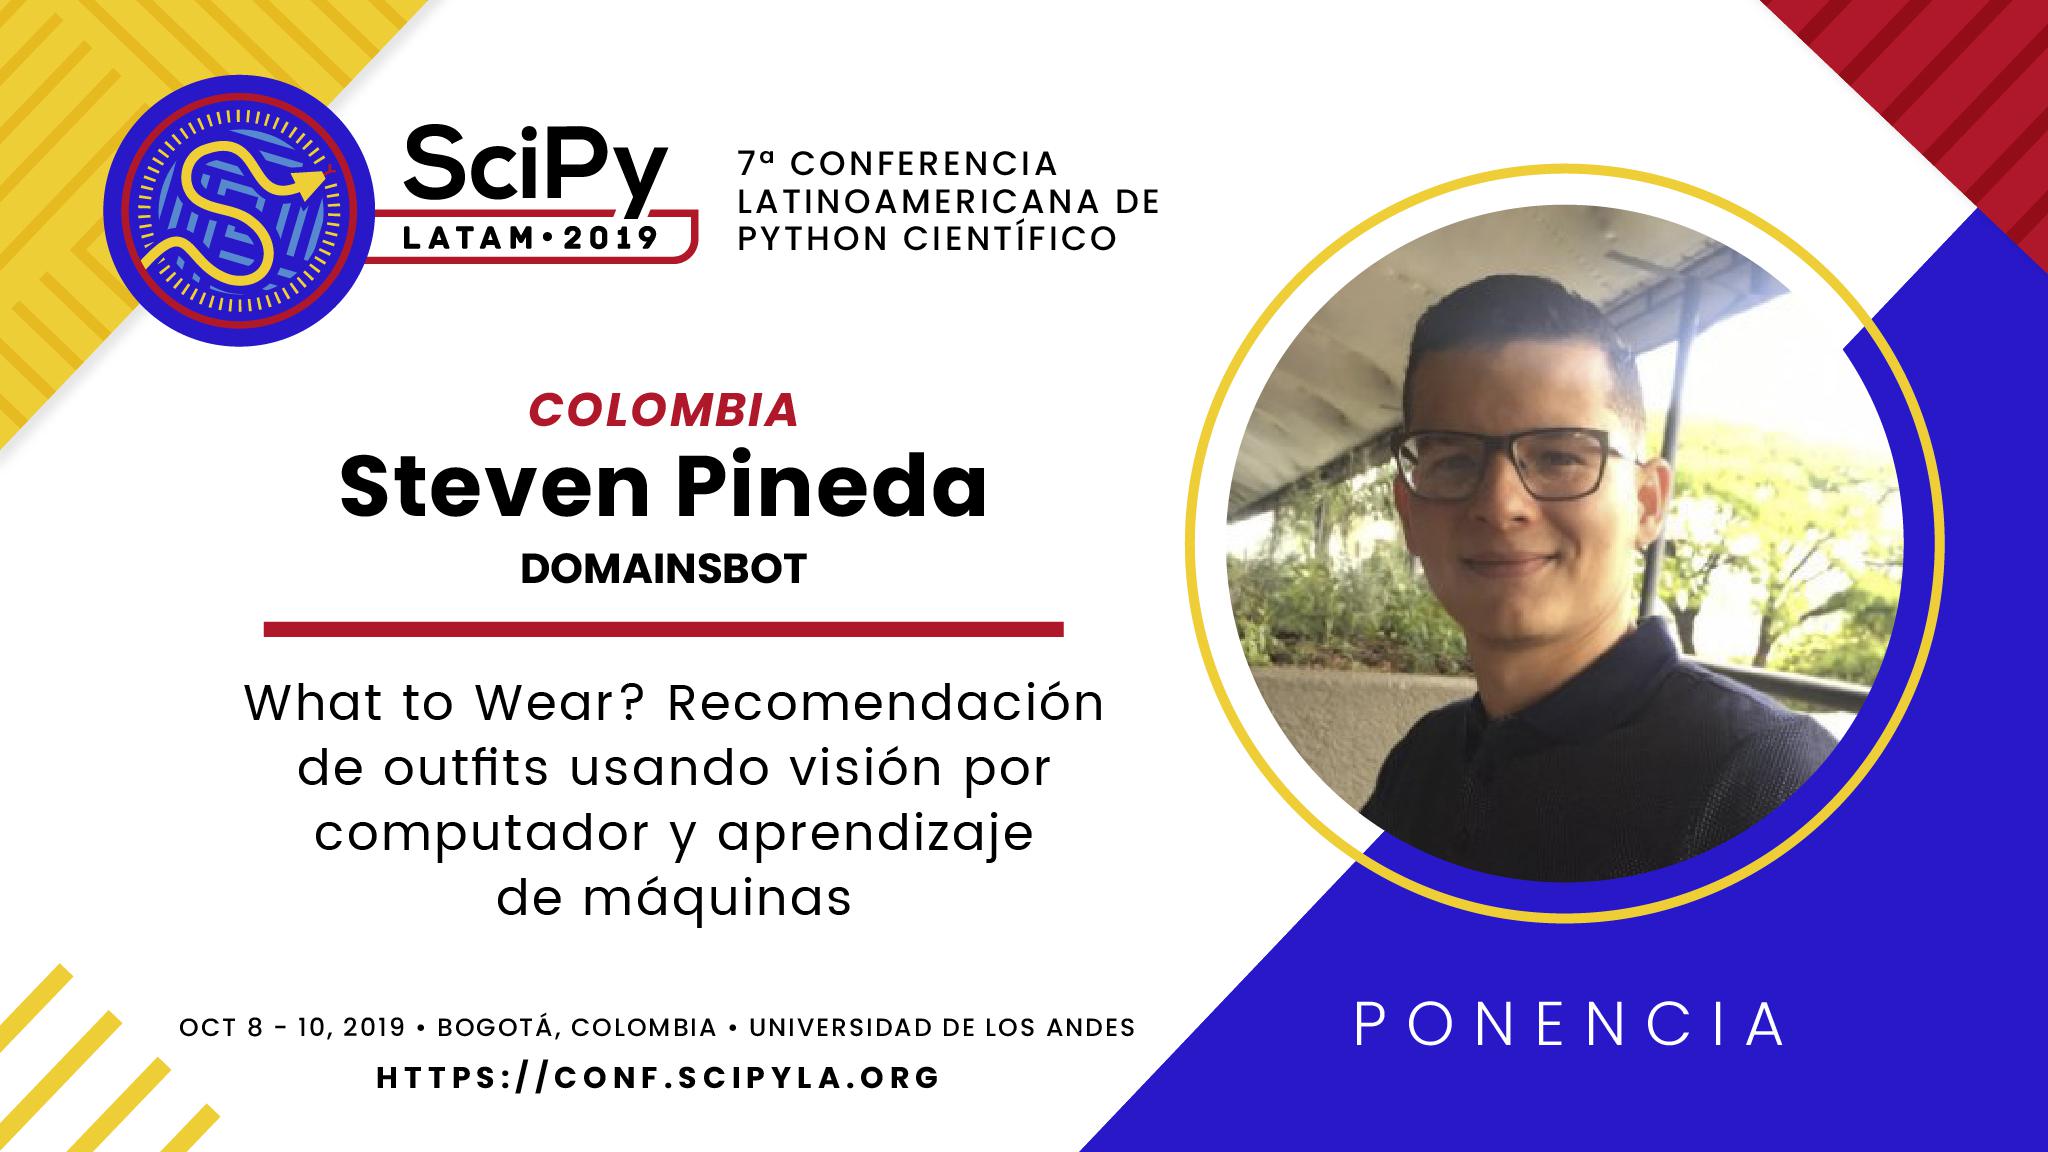 SciPy
LATAM • 2019
7ª CONFERENCIA
LATINOAMERICANA DE
PYTHON CIENTÍFICO
COLOMBIA
Steven Pineda
DOMAINSBOT
What to Wear? Recomendación
de outfits usando visión por
computador y aprendizaje
de máquinas
OCT 8 - 10, 2019 • BOGOTÁ, COLOMBIA • UNIVERSIDAD DE LOS ANDES
HTTPS://CONF.SCIPYLA.ORG
PONENCIA